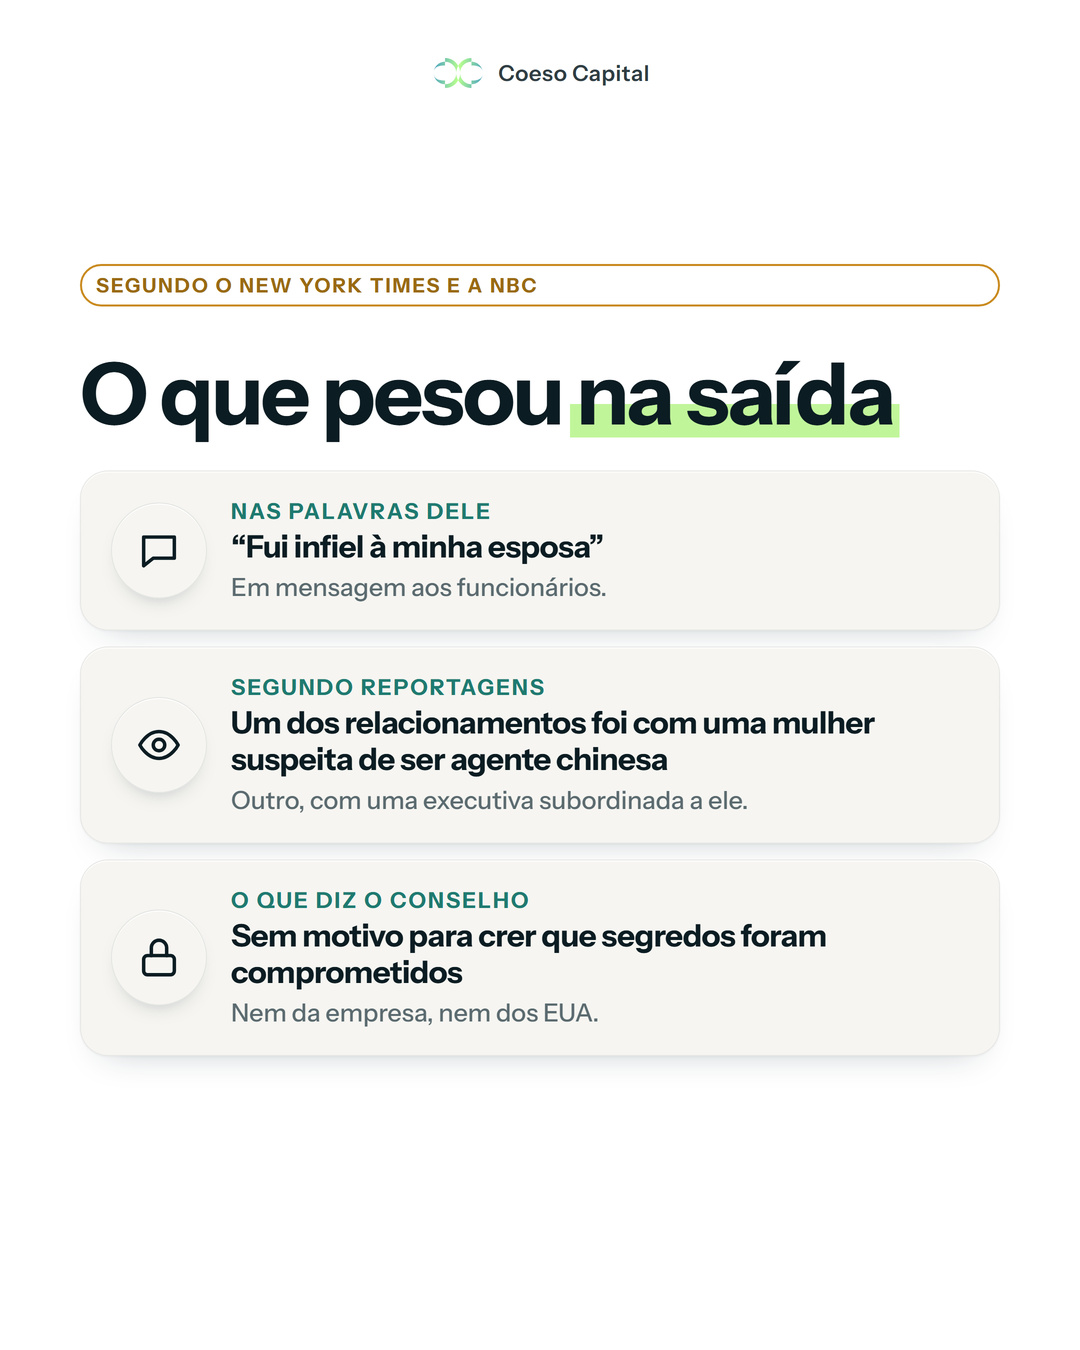 Coeso Capital
SEGUNDO O NEW YORK TIMES E A NBC
O que pesou na saída
NAS PALAVRAS DELE
“Fui infiel à minha esposa”
Em mensagem aos funcionários.
SEGUNDO REPORTAGENS
Um dos relacionamentos foi com uma mulher
suspeita de ser agente chinesa
Outro, com uma executiva subordinada a ele.
O QUE DIZ O CONSELHO
Sem motivo para crer que segredos foram
comprometidos
Nem da empresa, nem dos EUA.